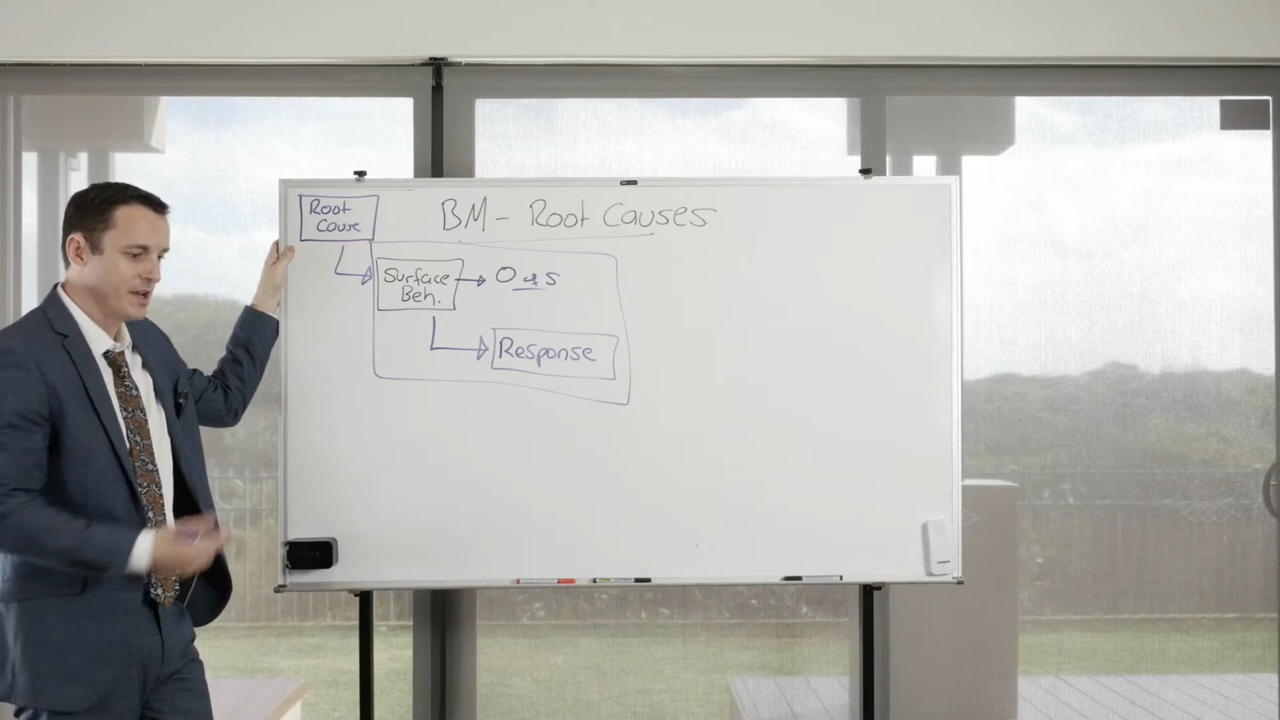 Root
Cause
BM - Root Causes
Surface
Beh.
Response